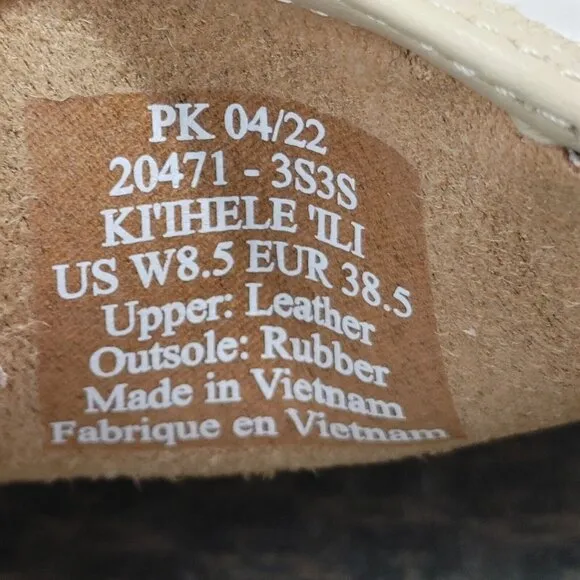 PK 04/22
20471 - 3S3S
KI'IHELE 'ILI
US W8.5 EUR 38.5
Upper: Leather
Outsole: Rubber
Made in Vietnam
Fabrique en Vietnam